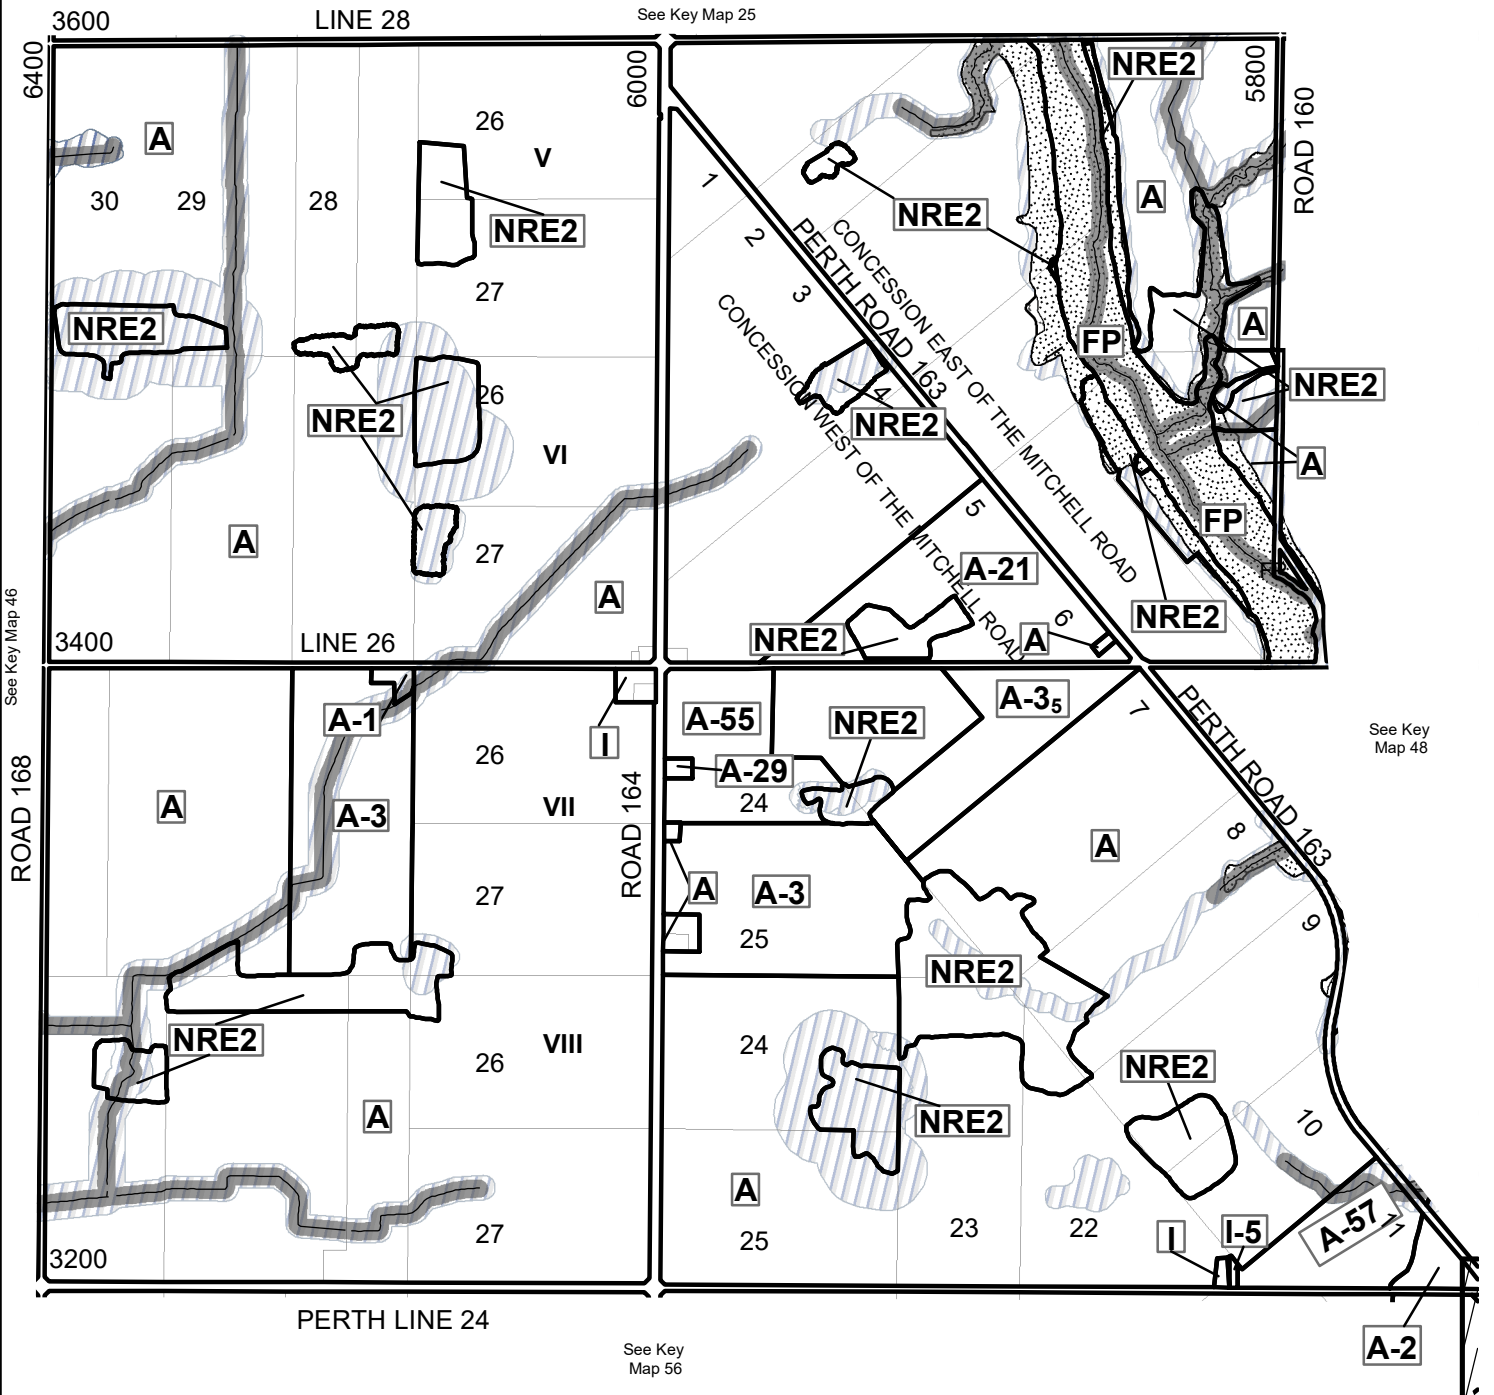 3600
LINE 28
See Key Map 25
6400
6000
5800
ROAD 160
NRE2
A
26
V
30
29
28
NRE2
1
2
NRE2
A
27
3
PERTH ROAD 163
CONCESSION EAST OF THE MITCHELL ROAD
CONCESSION WEST OF THE MITCHELL ROAD
NRE2
FP
A
NRE2
26
4
NRE2
NRE2
VI
A
5
FP
A
27
A-21
A
6
NRE2
NRE2
A
See Key Map 46
3400
LINE 26
A-1
I
A-55
NRE2
A-3₅
7
PERTH ROAD 163
See Key
Map 48
ROAD 168
26
A-29
24
A
A-3
VII
ROAD 164
8
A
27
A
A-3
25
9
NRE2
NRE2
26
VIII
24
NRE2
A
NRE2
10
A
25
23
22
I
I-5
A-57
11
27
3200
PERTH LINE 24
A-2
See Key
Map 56